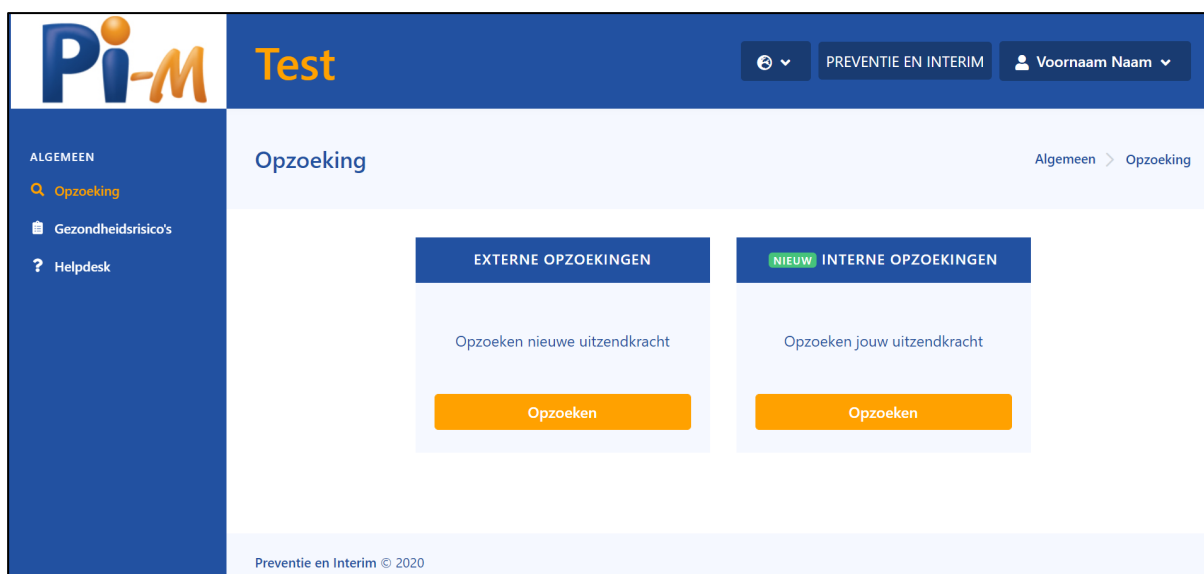 Pi-M
Test
PREVENTIE EN INTERIM
Voornaam Naam
ALGEMEEN
Opzoeking
Gezondheidsrisico's
Helpdesk
Opzoeking
Algemeen > Opzoeking
EXTERNE OPZOEKINGEN
Opzoeken nieuwe uitzendkracht
Opzoeken
NIEUW INTERNE OPZOEKINGEN
Opzoeken jouw uitzendkracht
Opzoeken
Preventie en Interim © 2020